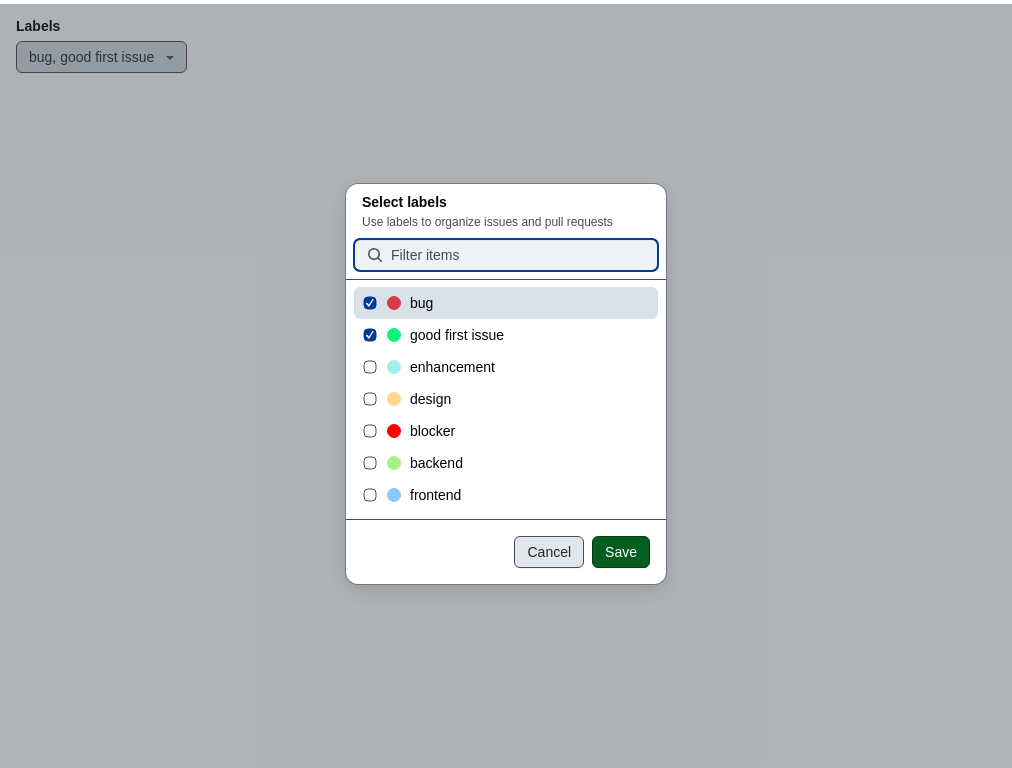 Labels
bug, good first issue
Select labels
Use labels to organize issues and pull requests
Filter items
bug
good first issue
enhancement
design
blocker
backend
frontend
Cancel Save